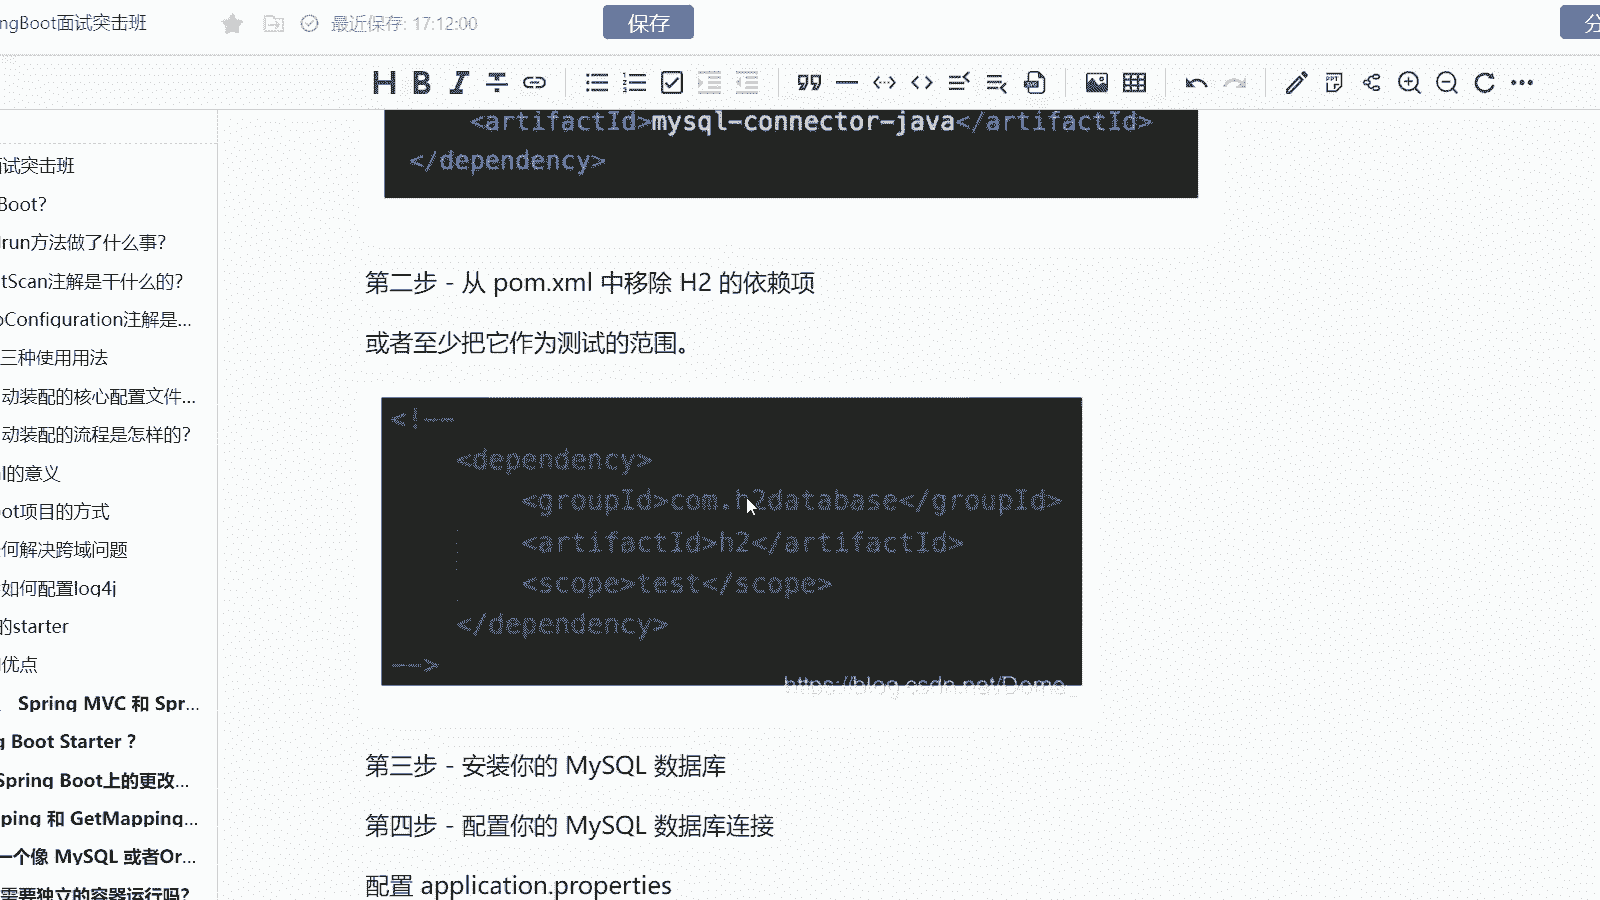 ngBoot面试突击班
最近保存: 17:12:00
保存
分
H B I
面试突击班
Boot?
run方法做了什么事?
tScan注解是干什么的?
oConfiguration注解是...
三种使用用法
动装配的核心配置文件...
动装配的流程是怎样的?
l的意义
ot项目的方式
何解决跨域问题
如何配置log4j
的starter
优点
Spring MVC 和 Spr...
g Boot Starter ?
Spring Boot上的更改...
ping 和 GetMapping...
一个像 MySQL 或者Or...
需要独立的容器运行吗?
<artifactId>mysql-connector-java</artifactId>
</dependency>
第二步 - 从 pom.xml 中移除 H2 的依赖项
或者至少把它作为测试的范围。
<!--
<dependency>
<groupId>com.h2database</groupId>
<artifactId>h2</artifactId>
<scope>test</scope>
</dependency>
-->
https://blog.csdn.net/Dome_
第三步 - 安装你的 MySQL 数据库
第四步 - 配置你的 MySQL 数据库连接
配置 application.properties